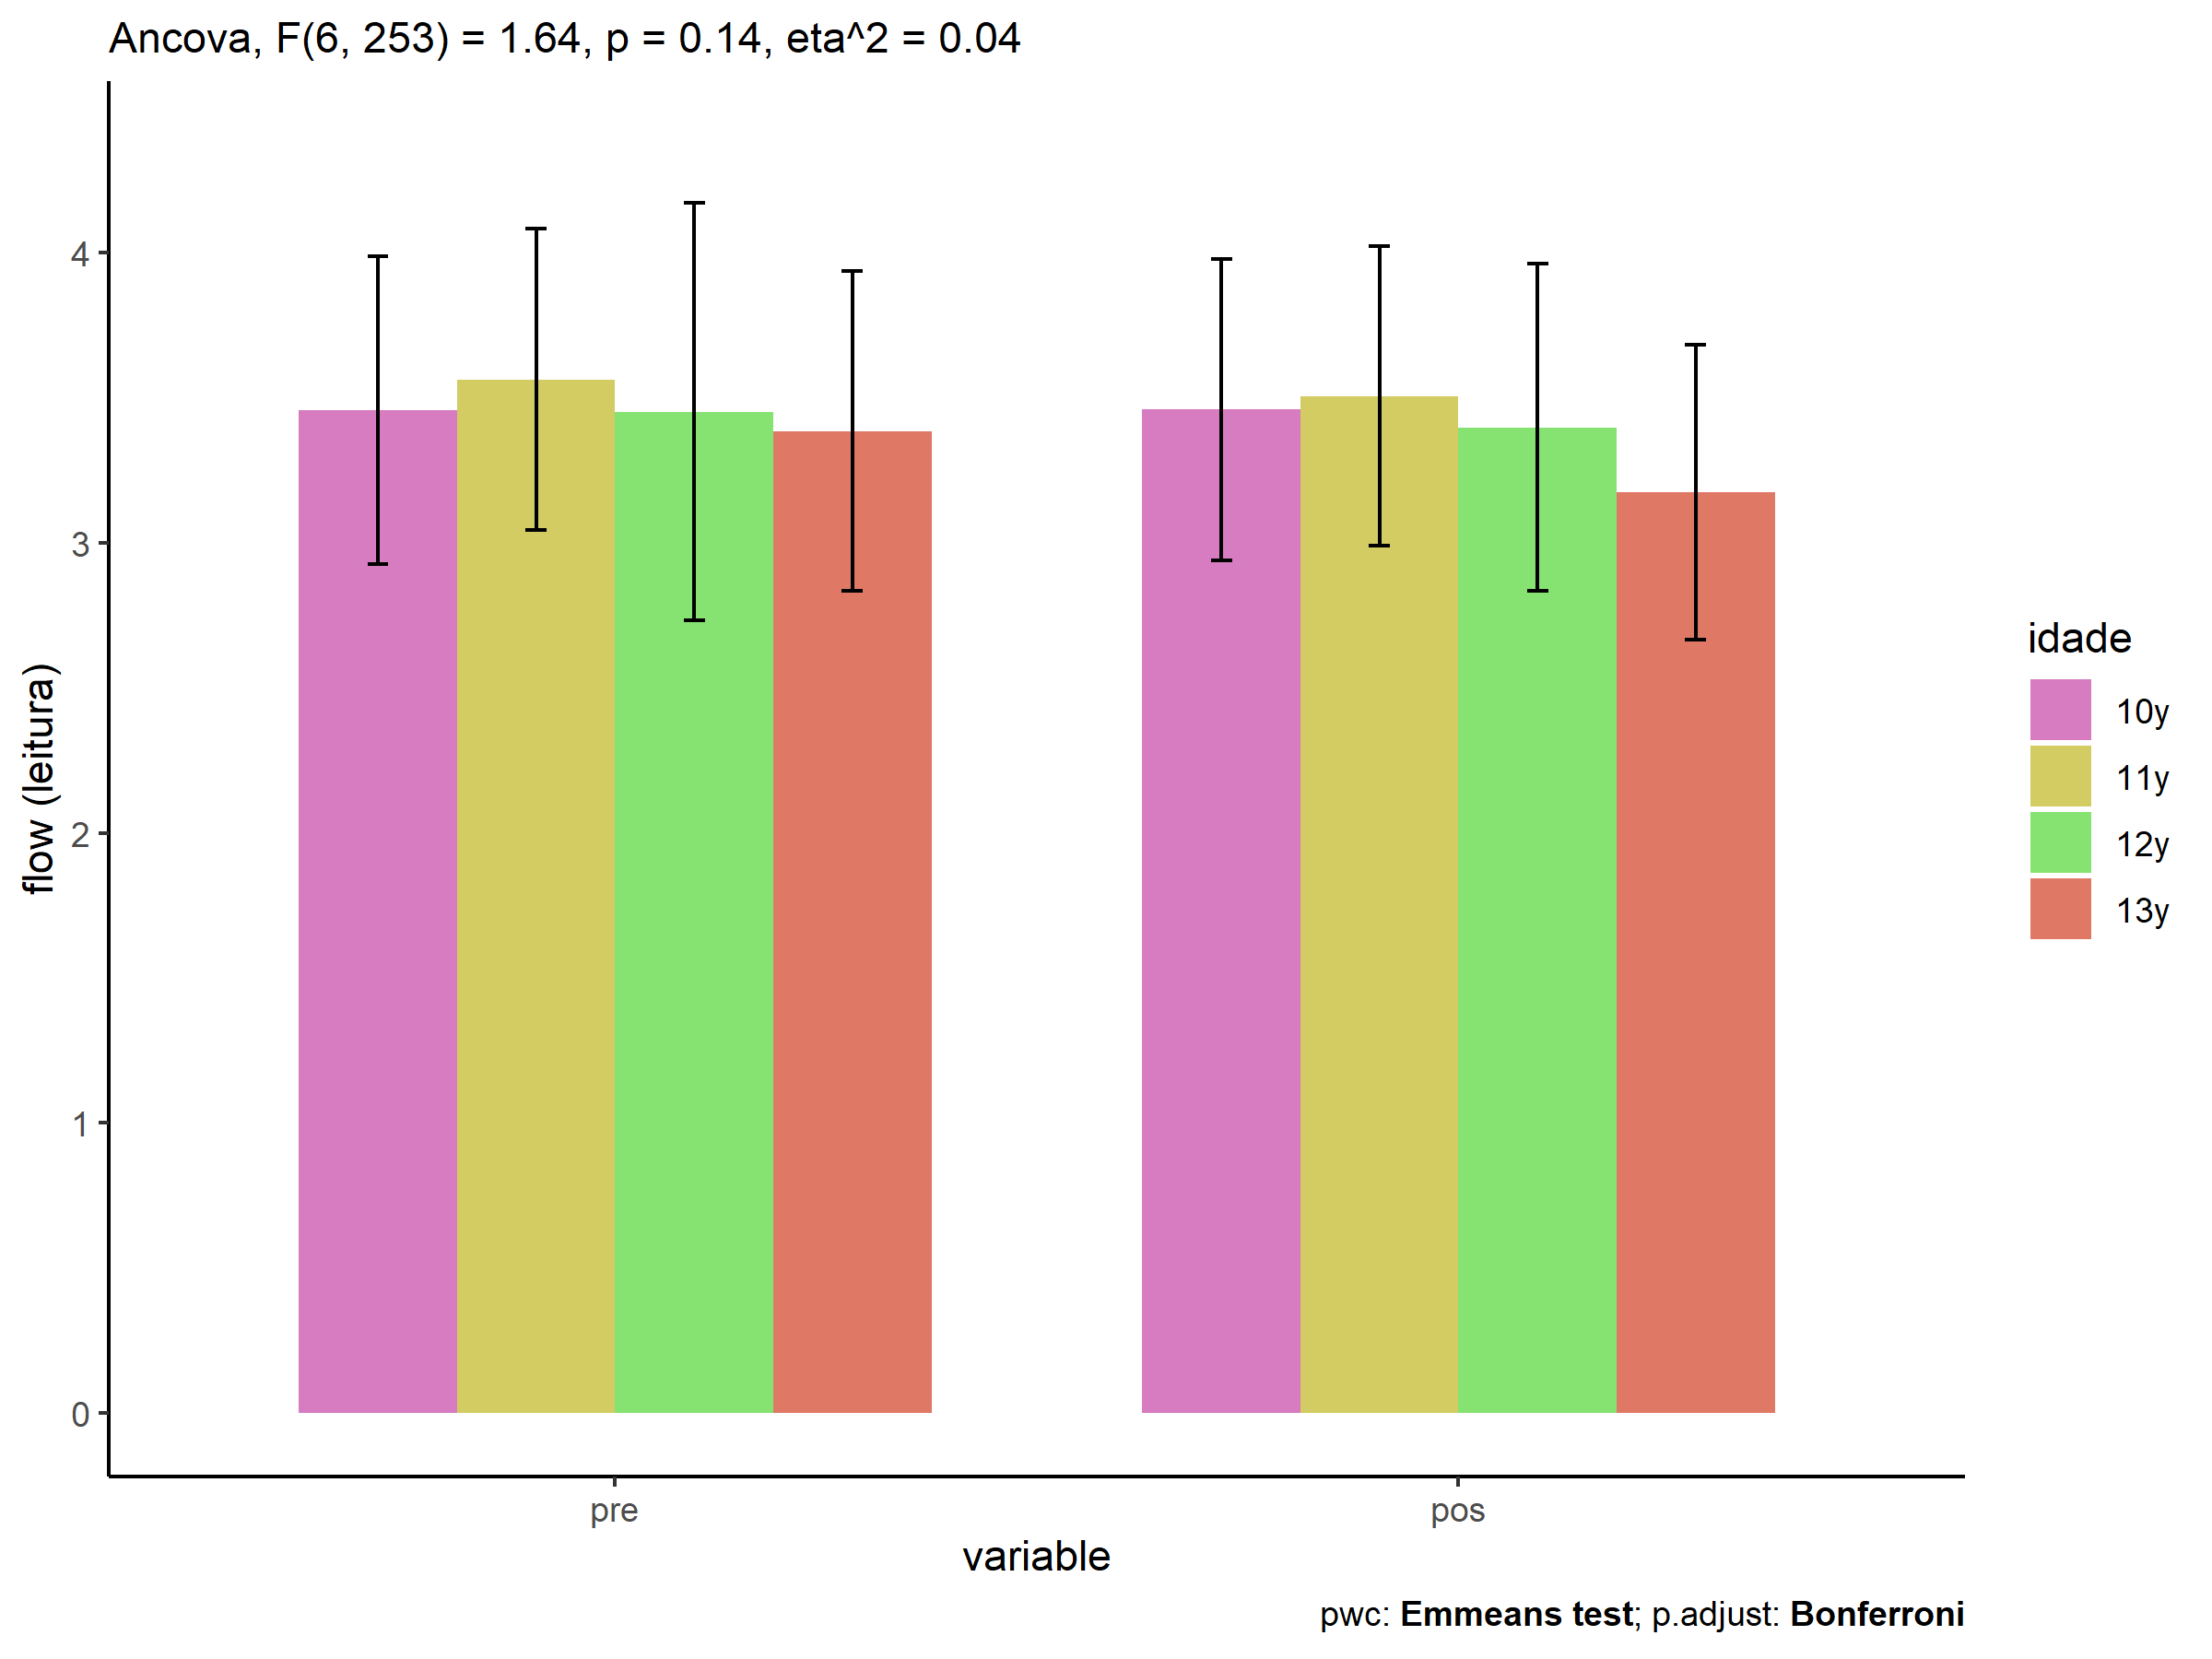 Ancova, F(6, 253) = 1.64, p = 0.14, eta^2 = 0.04
flow (leitura)
4
3
2
1
0
pre
pos
variable
idade
10y
11y
12y
13y
pwc: Emmeans test; p.adjust: Bonferroni